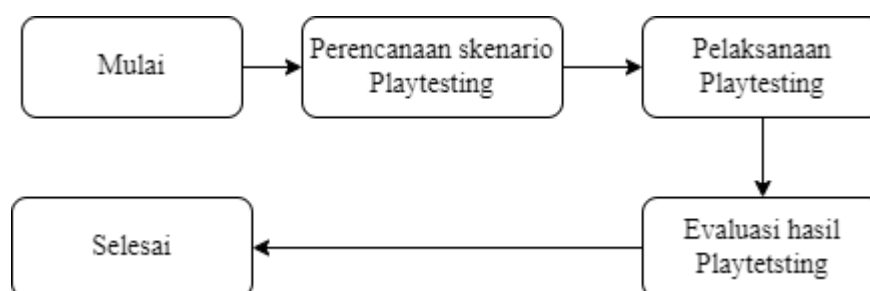 Mulai
Perencanaan skenario
Playtesting
Pelaksanaan
Playtesting
Evaluasi hasil
Playtetsting
Selesai